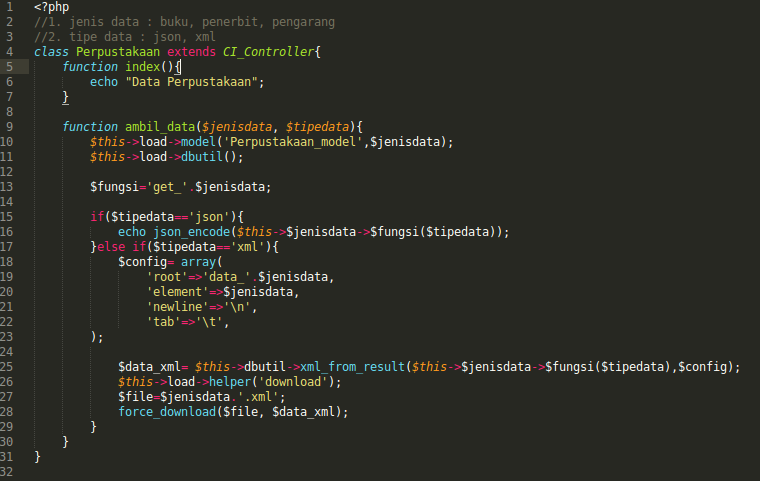 1 <?php
2 //1. jenis data : buku, penerbit, pengarang
3 //2. tipe data : json, xml
4 class Perpustakaan extends CI_Controller{
5     function index(){
6         echo "Data Perpustakaan";
7     }
8
9     function ambil_data($jenisdata, $tipedata){
10         $this->load->model('Perpustakaan_model',$jenisdata);
11         $this->load->dbutil();
12
13         $fungsi='get_'.$jenisdata;
14
15         if($tipedata=='json'){
16             echo json_encode($this->$jenisdata->$fungsi($tipedata));
17         }else if($tipedata=='xml'){
18             $config= array(
19                 'root'=>'data_'.$jenisdata,
20                 'element'=>$jenisdata,
21                 'newline'=>'\n',
22                 'tab'=>'\t',
23         );
24
25             $data_xml= $this->dbutil->xml_from_result($this->$jenisdata->$fungsi($tipedata),$config);
26             $this->load->helper('download');
27             $file=$jenisdata.'.xml';
28             force_download($file, $data_xml);
29         }
30     }
31 }
32